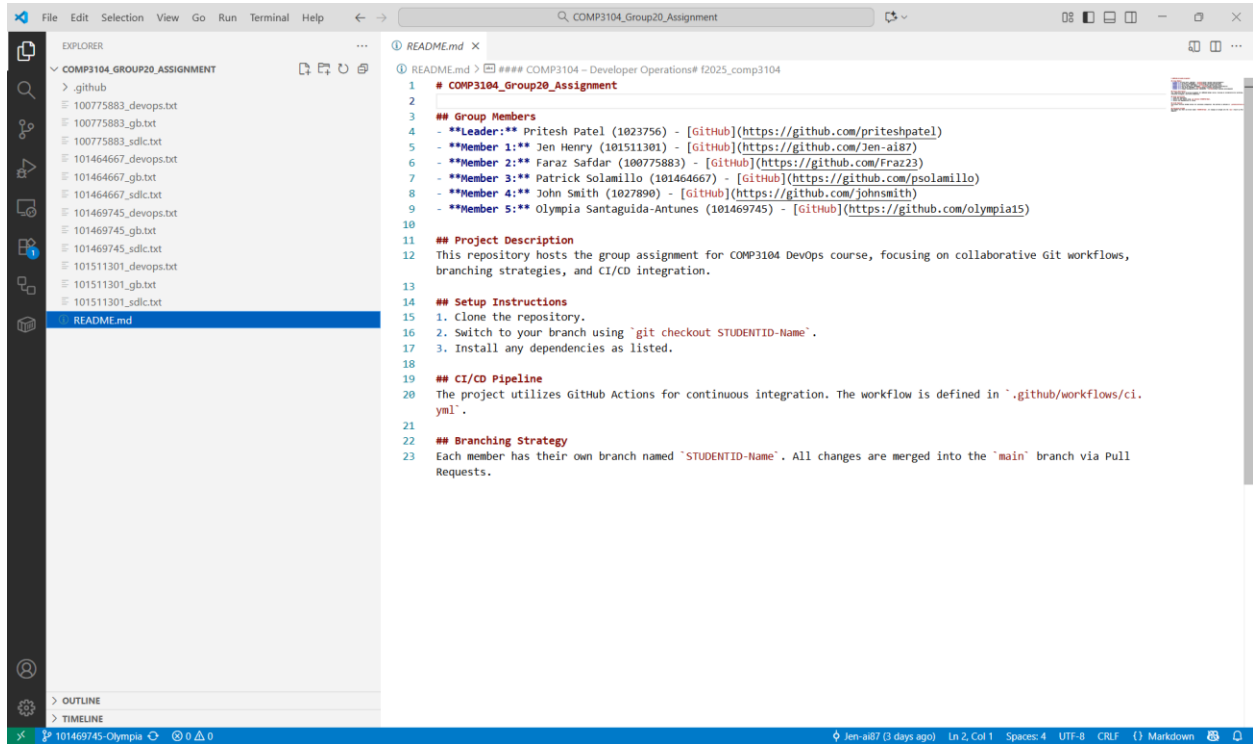 File Edit Selection View Go Run Terminal Help
COMP3104_Group20_Assignment
EXPLORER
COMP3104_GROUP20_ASSIGNMENT
.github
100775883_devops.txt
100775883_gb.txt
100775883_sdlc.txt
101464667_devops.txt
101464667_gb.txt
101464667_sdlc.txt
101469745_devops.txt
101469745_gb.txt
101469745_sdlc.txt
101511301_devops.txt
101511301_gb.txt
101511301_sdlc.txt
README.md
OUTLINE
TIMELINE
1
README.md
README.md > #### COMP3104 – Developer Operations# f2025_comp3104
1 # COMP3104_Group20_Assignment
2
3 ## Group Members
4 - **Leader:** Pritesh Patel (1023756) - [GitHub](https://github.com/priteshpatel)
5 - **Member 1:** Jen Henry (101511301) - [GitHub](https://github.com/Jen-ai87)
6 - **Member 2:** Faraz Safdar (100775883) - [GitHub](https://github.com/Fraz23)
7 - **Member 3:** Patrick Solamillo (101464667) - [GitHub](https://github.com/psolamillo)
8 - **Member 4:** John Smith (1027890) - [GitHub](https://github.com/johnsmith)
9 - **Member 5:** Olympia Santaguida-Antunes (101469745) - [GitHub](https://github.com/olympia15)
10
11 ## Project Description
12 This repository hosts the group assignment for COMP3104 DevOps course, focusing on collaborative Git workflows,
branching strategies, and CI/CD integration.
13
14 ## Setup Instructions
15 1. Clone the repository.
16 2. Switch to your branch using `git checkout STUDENTID-Name`.
17 3. Install any dependencies as listed.
18
19 ## CI/CD Pipeline
20 The project utilizes GitHub Actions for continuous integration. The workflow is defined in `.github/workflows/ci.
yml`.
21
22 ## Branching Strategy
23 Each member has their own branch named `STUDENTID-Name`. All changes are merged into the `main` branch via Pull
Requests.
101469745-Olympia 0 0 Jen-ai87 (3 days ago) Ln 2, Col 1 Spaces: 4 UTF-8 CRLF {} Markdown